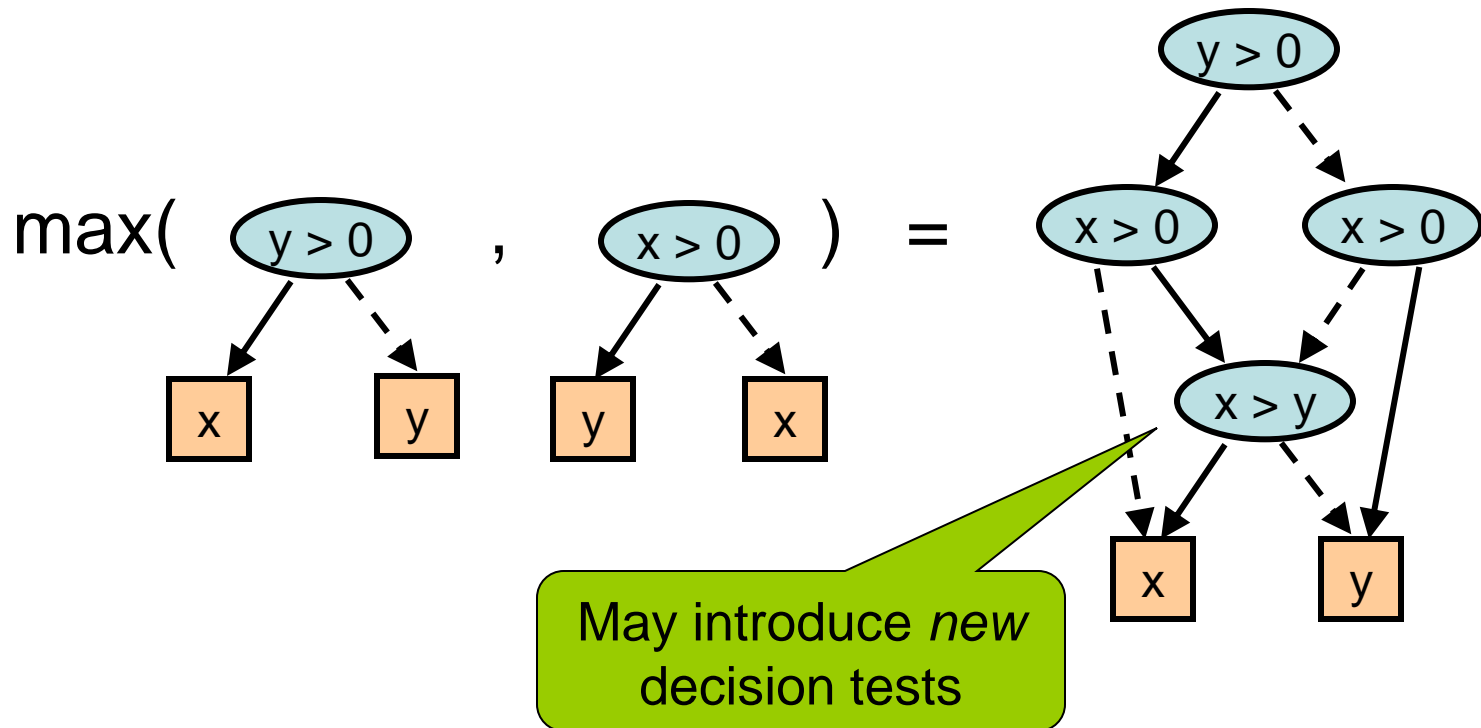 y > 0
max( y > 0 , x > 0 ) = x > 0 x > 0
x y y x x > y
x y
May introduce new
decision tests